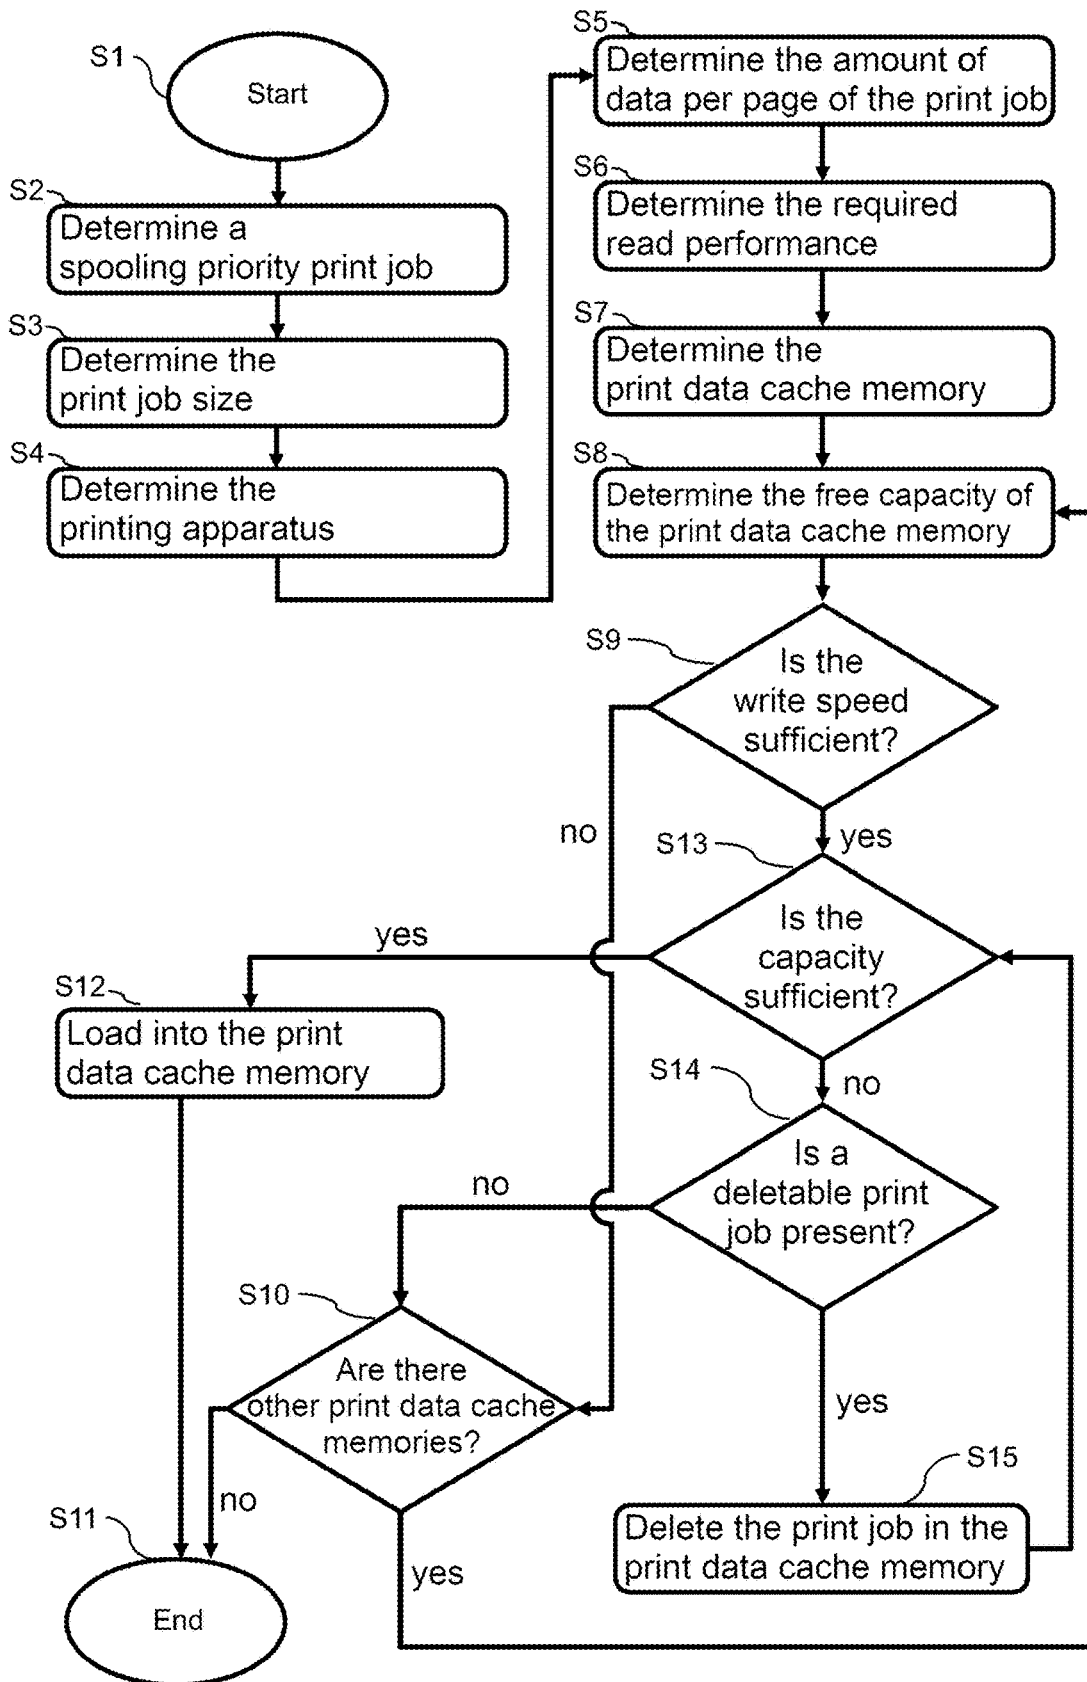 S1
Start
S2
Determine a
spooling priority print job
S3
Determine the
print job size
S4
Determine the
printing apparatus
S5
Determine the amount of
data per page of the print job
S6
Determine the required
read performance
S7
Determine the
print data cache memory
S8
Determine the free capacity of
the print data cache memory
S9
Is the
write speed
sufficient?
no
yes
S13
Is the
capacity
sufficient?
yes
no
S12
Load into the print
data cache memory
S14
Is a
deletable print
job present?
no
yes
S10
Are there
other print data cache
memories?
no
yes
S15
Delete the print job in the
print data cache memory
S11
End